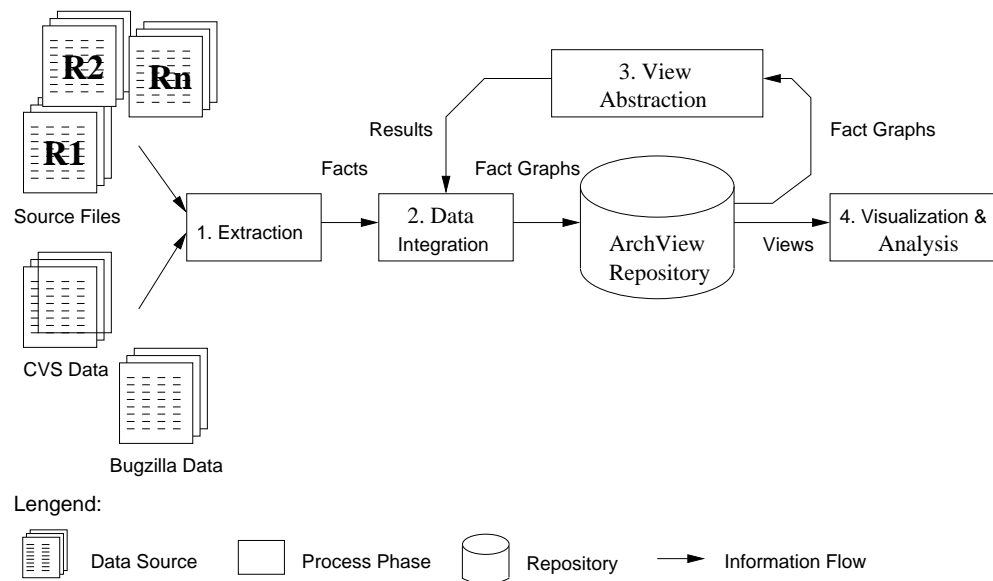 R2
Rn
R1
Source Files
CVS Data
Bugzilla Data
1. Extraction
Facts
2. Data
Integration
Results
Fact Graphs
3. View
Abstraction
Fact Graphs
ArchView
Repository
Views
4. Visualization &
Analysis
Lengend:
Data Source
Process Phase
Repository
Information Flow